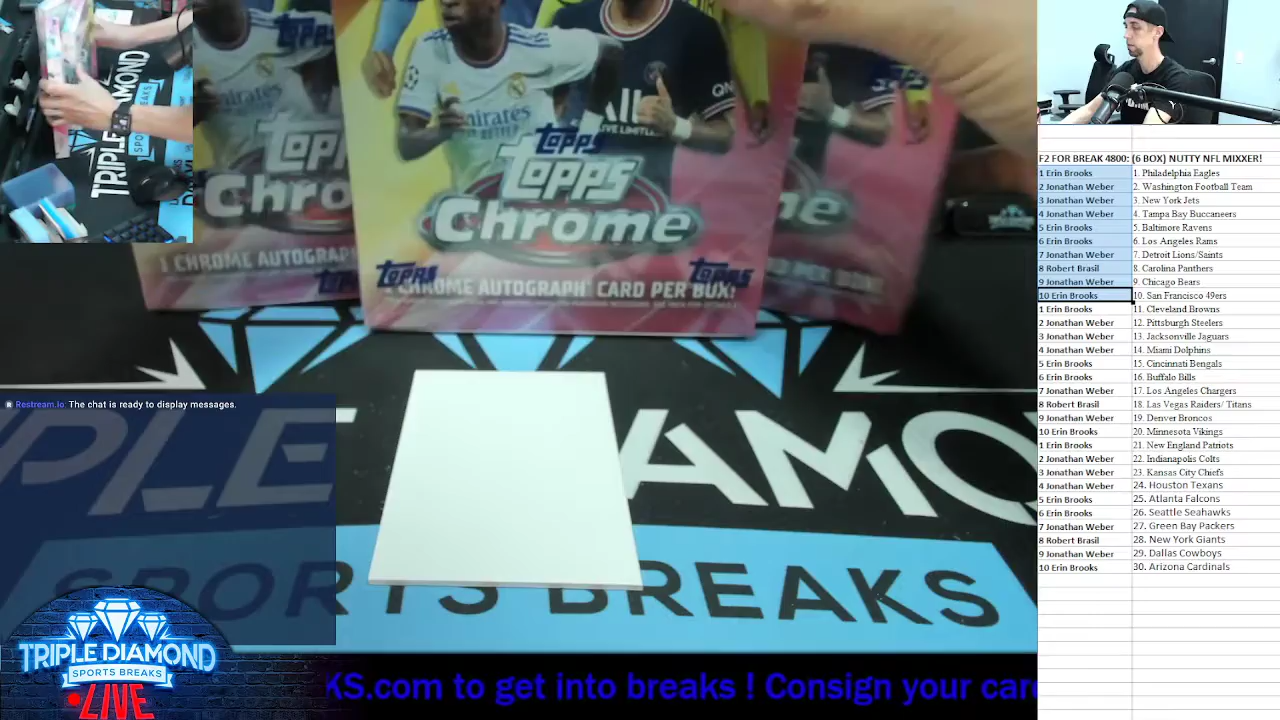 TRIPLE DIAMOND
TOPPS
Emirates
FLY BETTER
ALL
LIVE LIMITLESS
QN
TOPPS
TOPPS
Chrome
1 CHROME AUTOGRAPH CARD PER BOX!
TOPPS
TOPPS
1 CHROME AUTOGRAPH
TOPPS
SPORTS BREAKS
Restream.io: The chat is ready to display messages.
TRIPLE DIAMOND
SPORTS BREAKS
LIVE
KS.com to get into breaks ! Consign your car
F2 FOR BREAK 4800: (6 BOX) NUTTY NFL MIXXER!
1 Erin Brooks 1. Philadelphia Eagles
2 Jonathan Weber 2. Washington Football Team
3 Jonathan Weber 3. New York Jets
4 Jonathan Weber 4. Tampa Bay Buccaneers
5 Erin Brooks 5. Baltimore Ravens
6 Erin Brooks 6. Los Angeles Rams
7 Jonathan Weber 7. Detroit Lions/Saints
8 Robert Brasil 8. Carolina Panthers
9 Jonathan Weber 9. Chicago Bears
10 Erin Brooks 10. San Francisco 49ers
1 Erin Brooks 11. Cleveland Browns
2 Jonathan Weber 12. Pittsburgh Steelers
3 Jonathan Weber 13. Jacksonville Jaguars
4 Jonathan Weber 14. Miami Dolphins
5 Erin Brooks 15. Cincinnati Bengals
6 Erin Brooks 16. Buffalo Bills
7 Jonathan Weber 17. Los Angeles Chargers
8 Robert Brasil 18. Las Vegas Raiders/ Titans
9 Jonathan Weber 19. Denver Broncos
10 Erin Brooks 20. Minnesota Vikings
1 Erin Brooks 21. New England Patriots
2 Jonathan Weber 22. Indianapolis Colts
3 Jonathan Weber 23. Kansas City Chiefs
4 Jonathan Weber 24. Houston Texans
5 Erin Brooks 25. Atlanta Falcons
6 Erin Brooks 26. Seattle Seahawks
7 Jonathan Weber 27. Green Bay Packers
8 Robert Brasil 28. New York Giants
9 Jonathan Weber 29. Dallas Cowboys
10 Erin Brooks 30. Arizona Cardinals